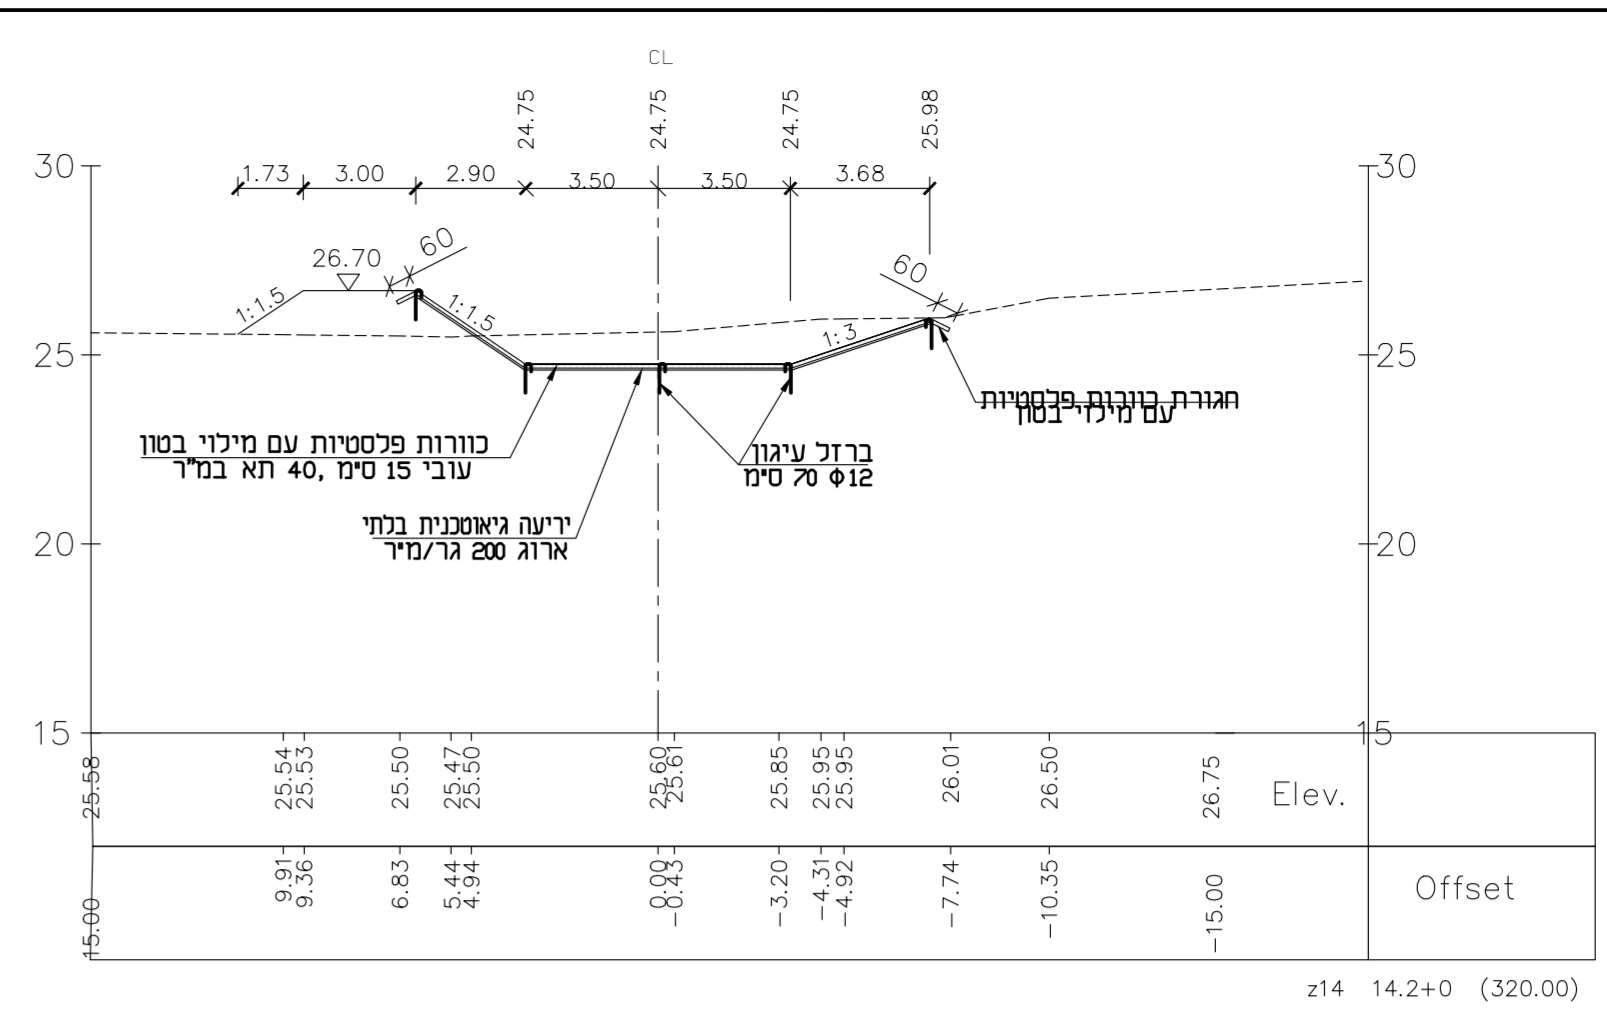 CL
24.75 24.75 24.75 25.98
30 30
1.73 3.00 2.90 3.50 3.50 3.68
60
26.70
60
1:1.5
1:1.5
1:3
25 25
חגורת כוורות פלסטיות
עם מילוי בטון
כוורות פלסטיות עם מילוי בטון
עובי 15 ס"מ ,40 תא במ"ר
ברזל עיגון
Φ12 70 ס"מ
יריעה גיאוטכנית בלתי
ארוג 200 גר/מ"ר
20 20
15 15
25.58 25.54 25.53 25.50 25.47 25.50 25.60 25.61 25.85 25.95 25.95 26.01 26.50 26.75 Elev.
15.00 9.91 9.36 6.83 5.44 4.94 0.00 -0.43 -3.20 -4.31 -4.92 -7.74 -10.35 -15.00 Offset
z14 14.2+0 (320.00)